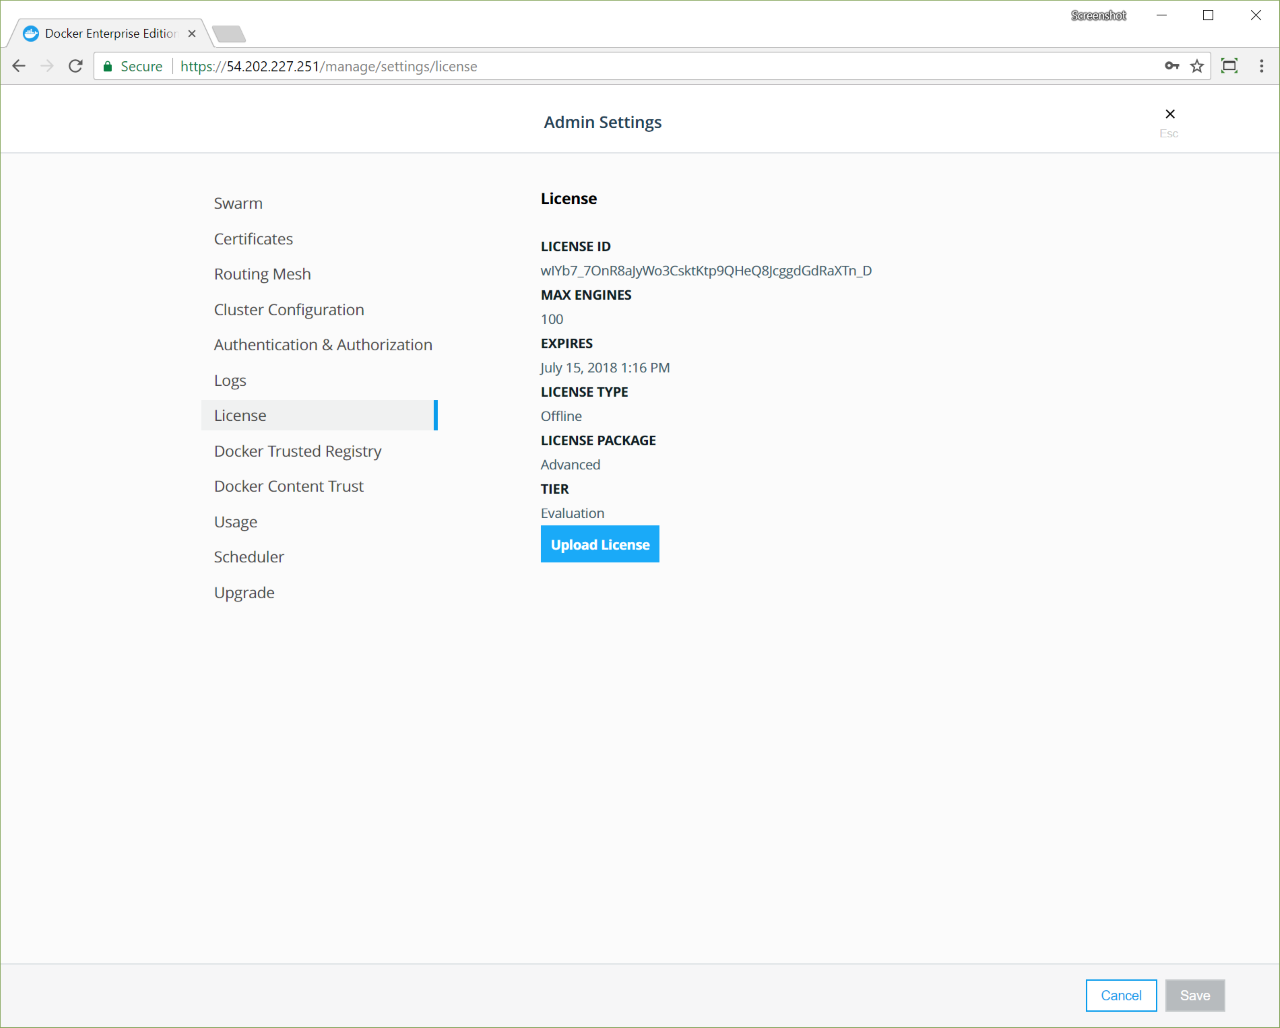 Screenshot
Docker Enterprise Edition
Secure
https://54.202.227.251/manage/settings/license
Admin Settings
Esc
Swarm
Certificates
Routing Mesh
Cluster Configuration
Authentication & Authorization
Logs
License
Docker Trusted Registry
Docker Content Trust
Usage
Scheduler
Upgrade
License
LICENSE ID
wIYb7_7OnR8aJyWo3CsktKtp9QHeQ8JcggdGdRaXTn_D
MAX ENGINES
100
EXPIRES
July 15, 2018 1:16 PM
LICENSE TYPE
Offline
LICENSE PACKAGE
Advanced
TIER
Evaluation
Upload License
Cancel
Save